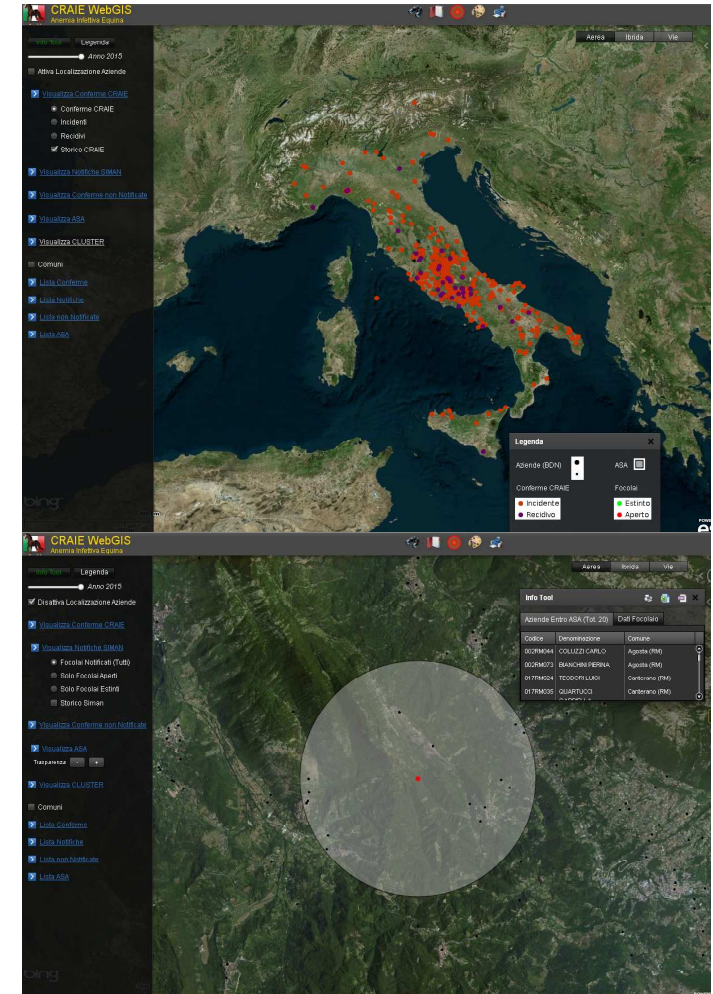 CRAIE WebGIS
Anemia Infettiva Equina
Info Tool Legenda
Anno 2015
Attiva Localizzazione Aziende
Visualizza Conferme CRAIE
Conferme CRAIE
Incidenti
Recidivi
Storico CRAIE
Visualizza Notifiche SIMAN
Visualizza Conferme non Notificate
Visualizza ASA
Visualizza CLUSTER
Comuni
Lista Conferme
Lista Notifiche
Lista non Notificate
Lista ASA
bing
Aerea Ibrida Vie
Legenda
Aziende (BDN) ASA
Conferme CRAIE Focolai
Incidente Estinto
Recidivo Aperto
CRAIE WebGIS
Anemia Infettiva Equina
Info Tool Legenda
Anno 2015
Disattiva Localizzazione Aziende
Visualizza Conferme CRAIE
Visualizza Notifiche SIMAN
Focolai Notificati (Tutti)
Solo Focolai Aperti
Solo Focolai Estinti
Storico Siman
Visualizza Conferme non Notificate
Visualizza ASA
Trasparenza - +
Visualizza CLUSTER
Comuni
Lista Conferme
Lista Notifiche
Lista non Notificate
Lista ASA
bing
Aerea Ibrida Vie
Info Tool
Aziende Entro ASA (Tot. 20) Dati Focolaio
Codice Denominazione Comune
002RM044 COLUZZI CARLO Agosta (RM)
002RM073 BIANCHINI PIERINA Agosta (RM)
017RM024 TEODORI LUIGI Canterano (RM)
017RM035 QUARTUCCI Canterano (RM)